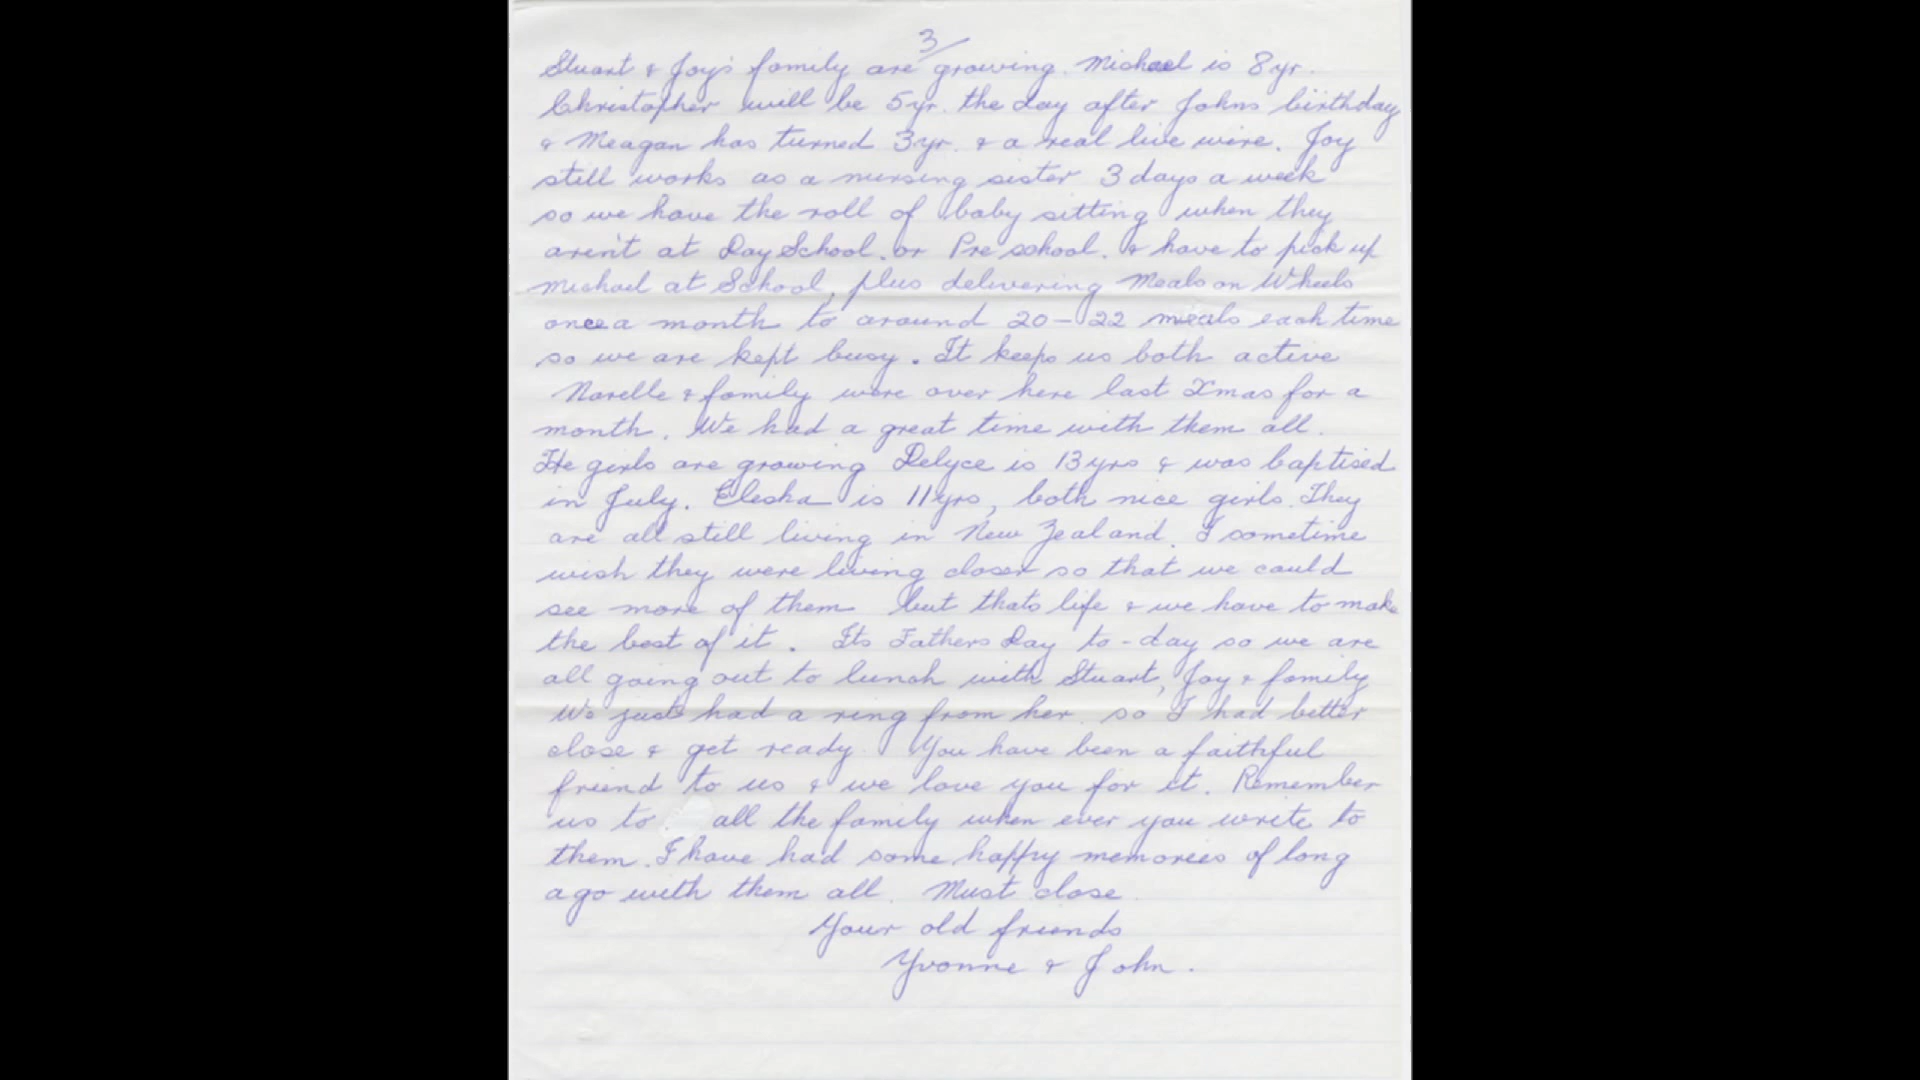 3/
Stuart & Joy's family are growing. Michael is 8yr.
Christopher will be 5yr. the day after Johns birthday
& Meagan has turned 3yr. & a real live wire. Joy
still works as a nursing sister 3 days a week
so we have the roll of baby sitting when they
aren't at Day School. or Pre school. & have to pick up
Michael at School, plus delivering Meals on Wheels
once a month to around 20-22 meals each time
so we are kept busy. It keeps us both active
Narelle & family were over here last Xmas for a
month. We had a great time with them all.
He girls are growing Delyce is 13yrs & was baptised
in July. Elesha is 11yrs, both nice girls. They
are all still living in New Zealand. I sometime
wish they were living closer so that we could
see more of them but thats life & we have to make
the best of it. Its Fathers Day to-day so we are
all going out to lunch with Stuart, Joy & family
We just had a ring from her. so I had better
close & get ready. You have been a faithful
friend to us & we love you for it. Remember
us to all the family when ever you write to
them. I have had some happy memories of long
ago with them all. Must close.
Your old friends
Yvonne & John.